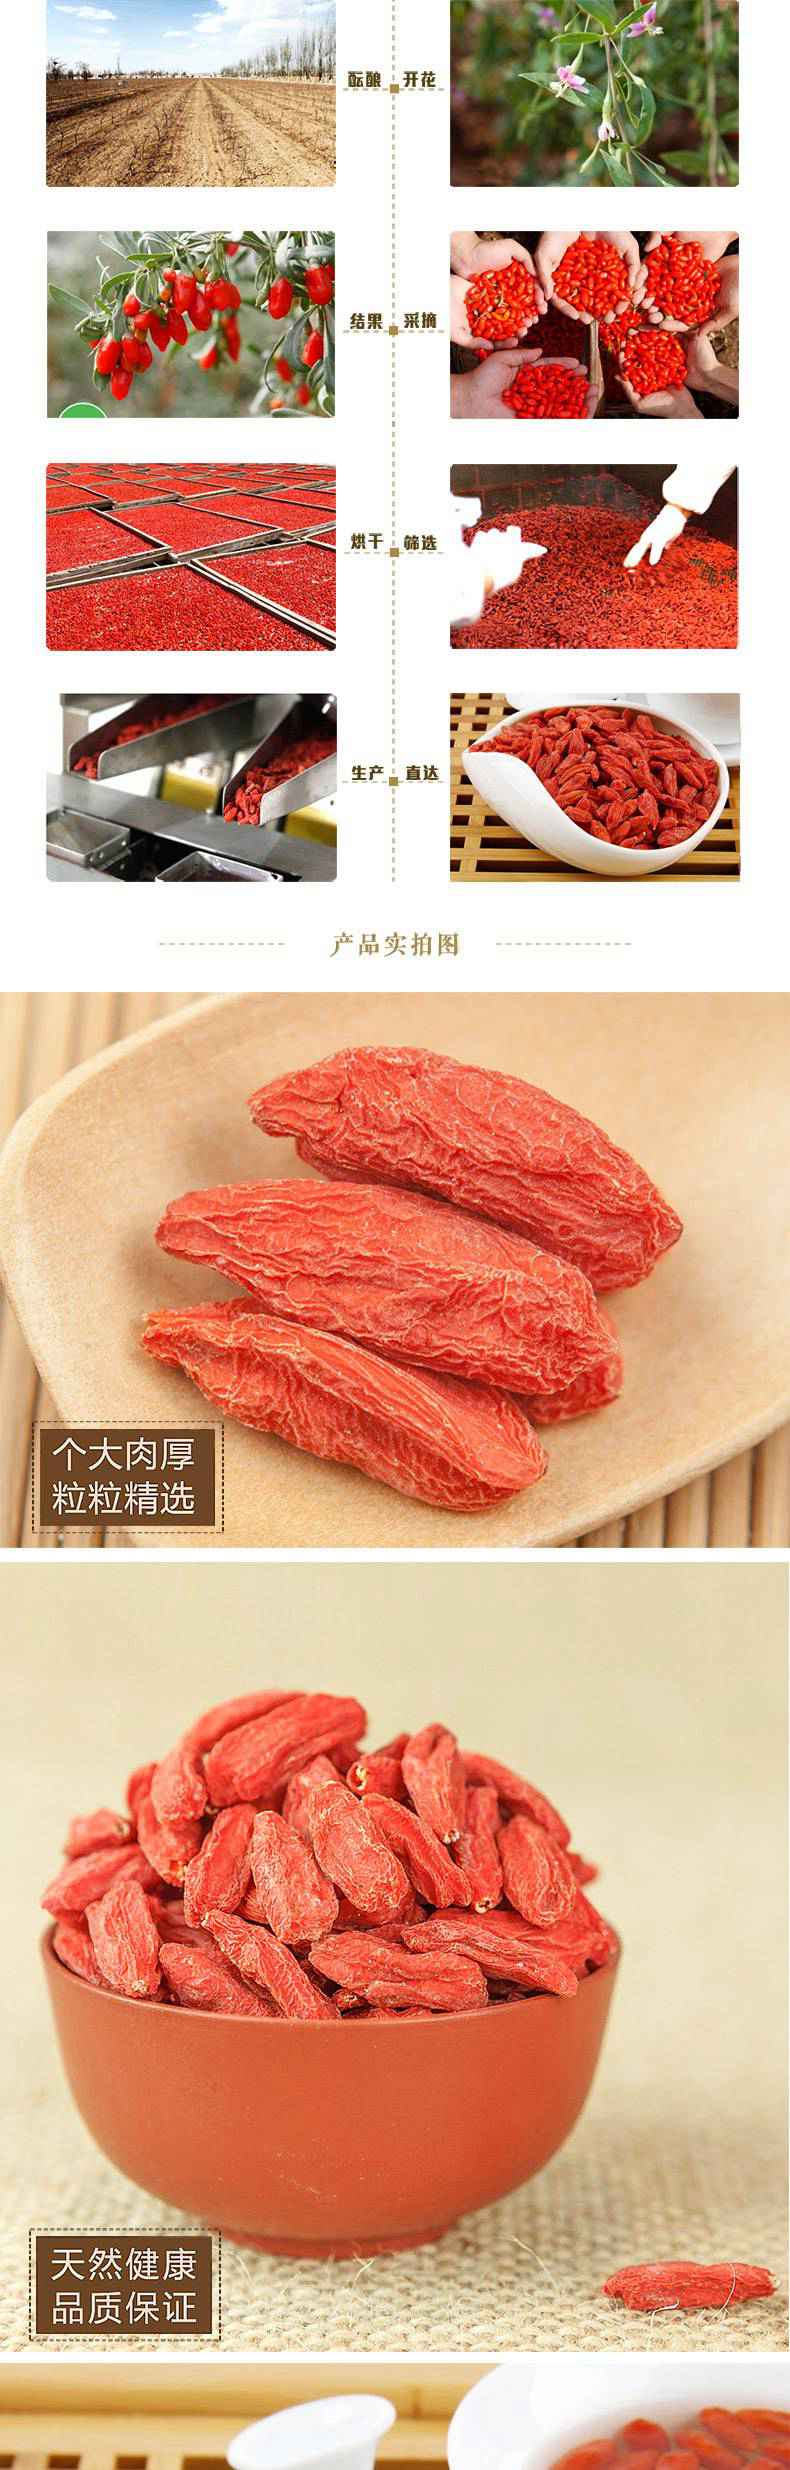 酝酿 开花
结果 采摘
烘干 筛选
生产 直达
产品实拍图
个大肉厚
粒粒精选
天然健康
品质保证